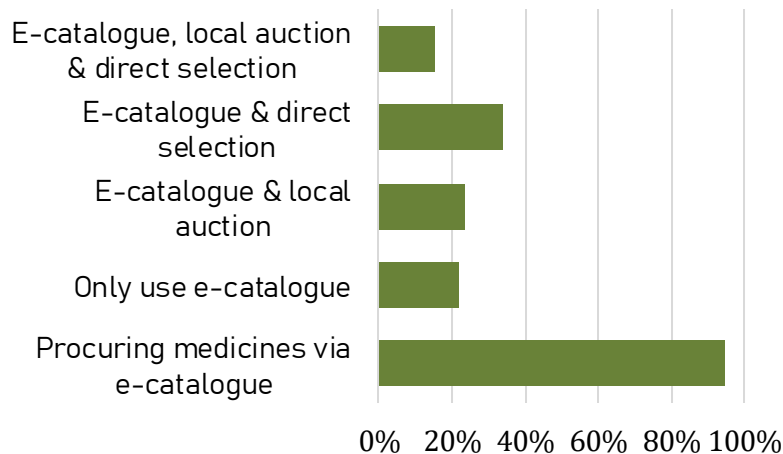 E-catalogue, local auction
& direct selection
E-catalogue & direct
selection
E-catalogue & local
auction
Only use e-catalogue
Procuring medicines via
e-catalogue
0% 20% 40% 60% 80% 100%